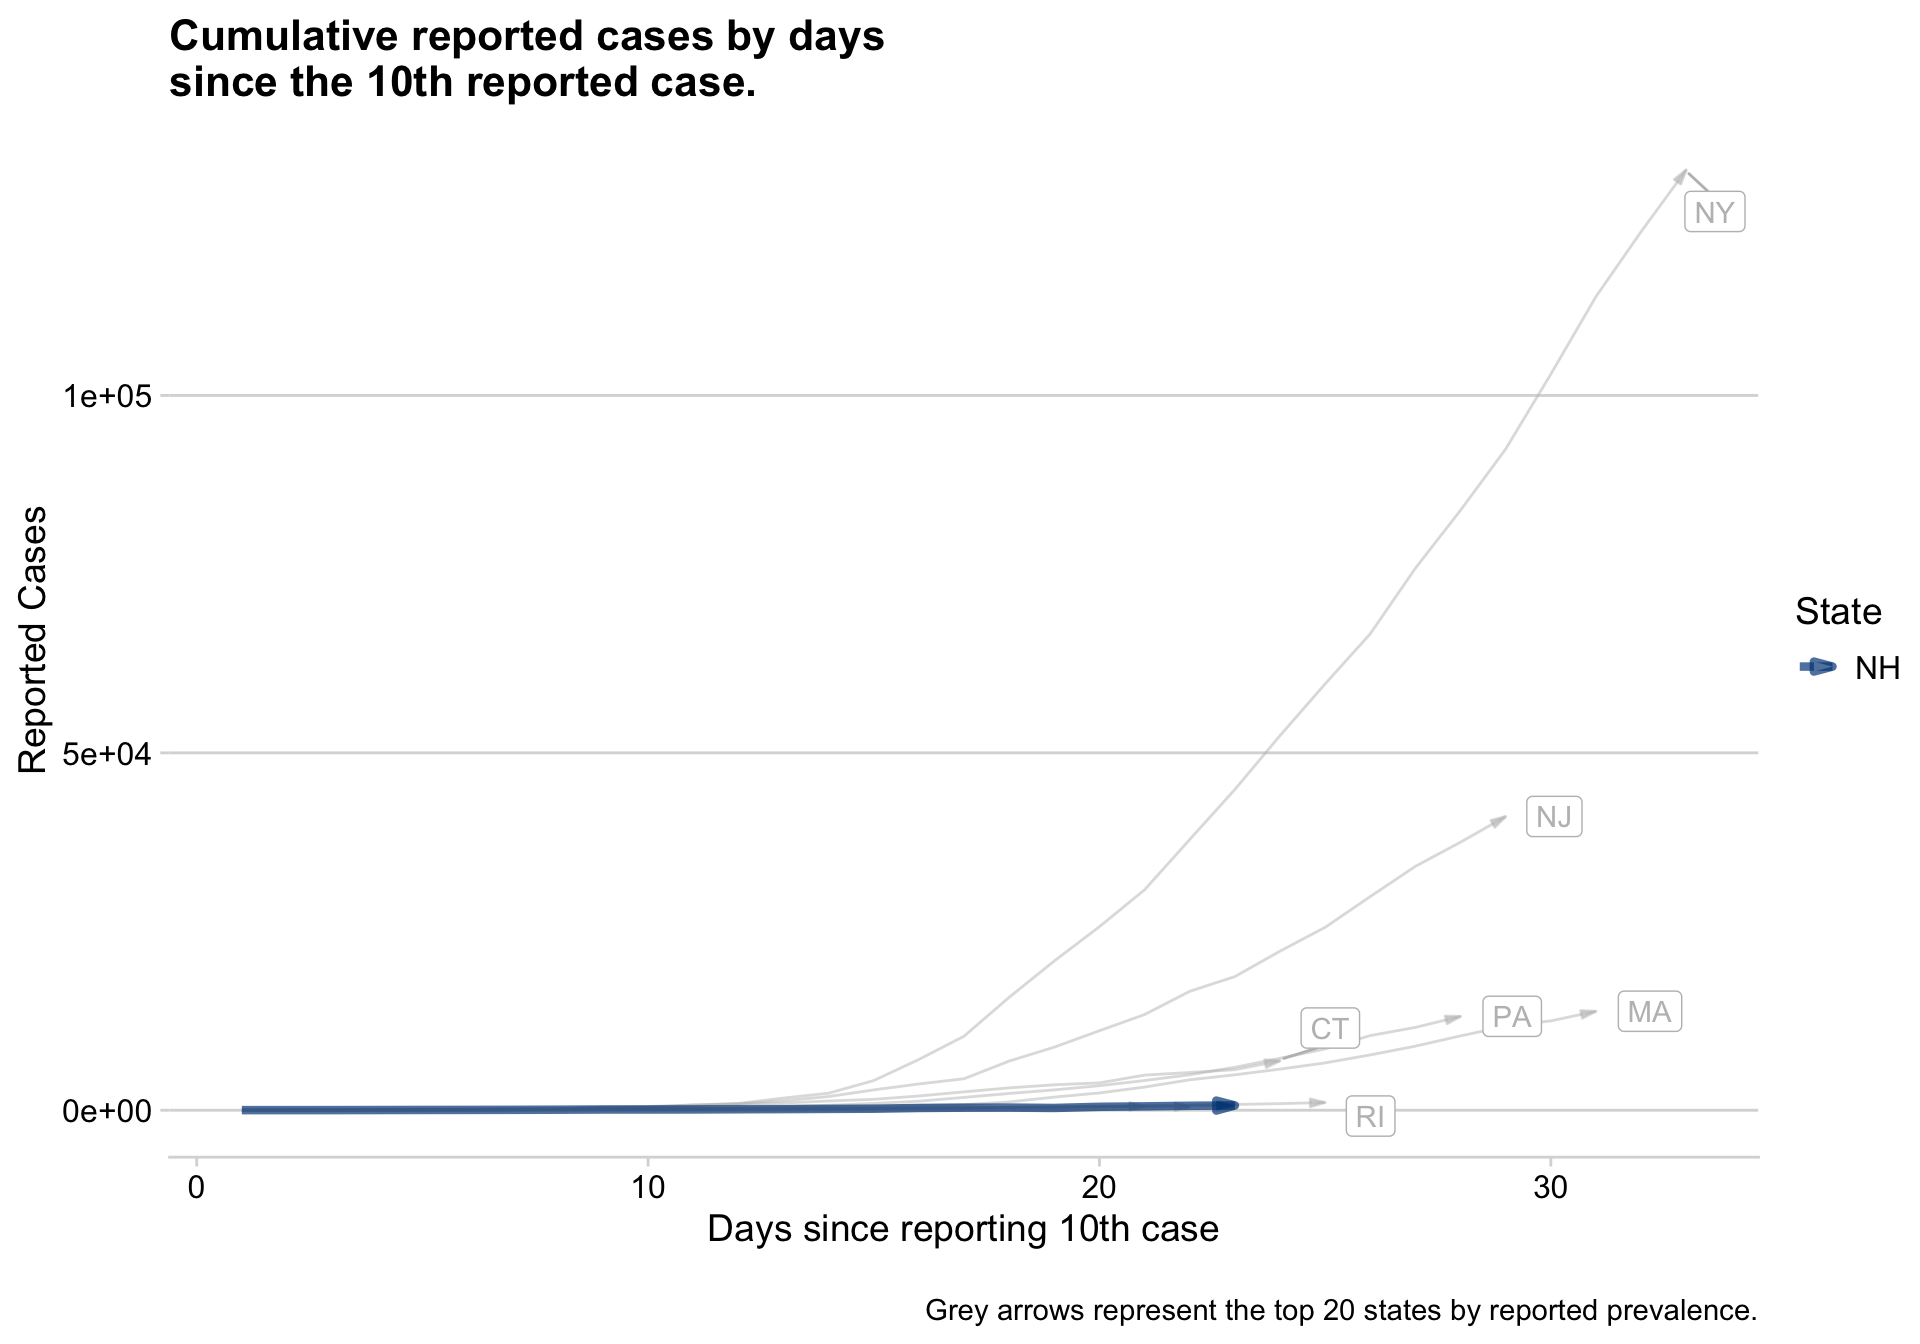 Cumulative reported cases by days
since the 10th reported case.
NY
1e+05
Reported Cases
State
NH
5e+04
NJ
CT
PA
MA
0e+00
RI
0
10
20
30
Days since reporting 10th case
Grey arrows represent the top 20 states by reported prevalence.